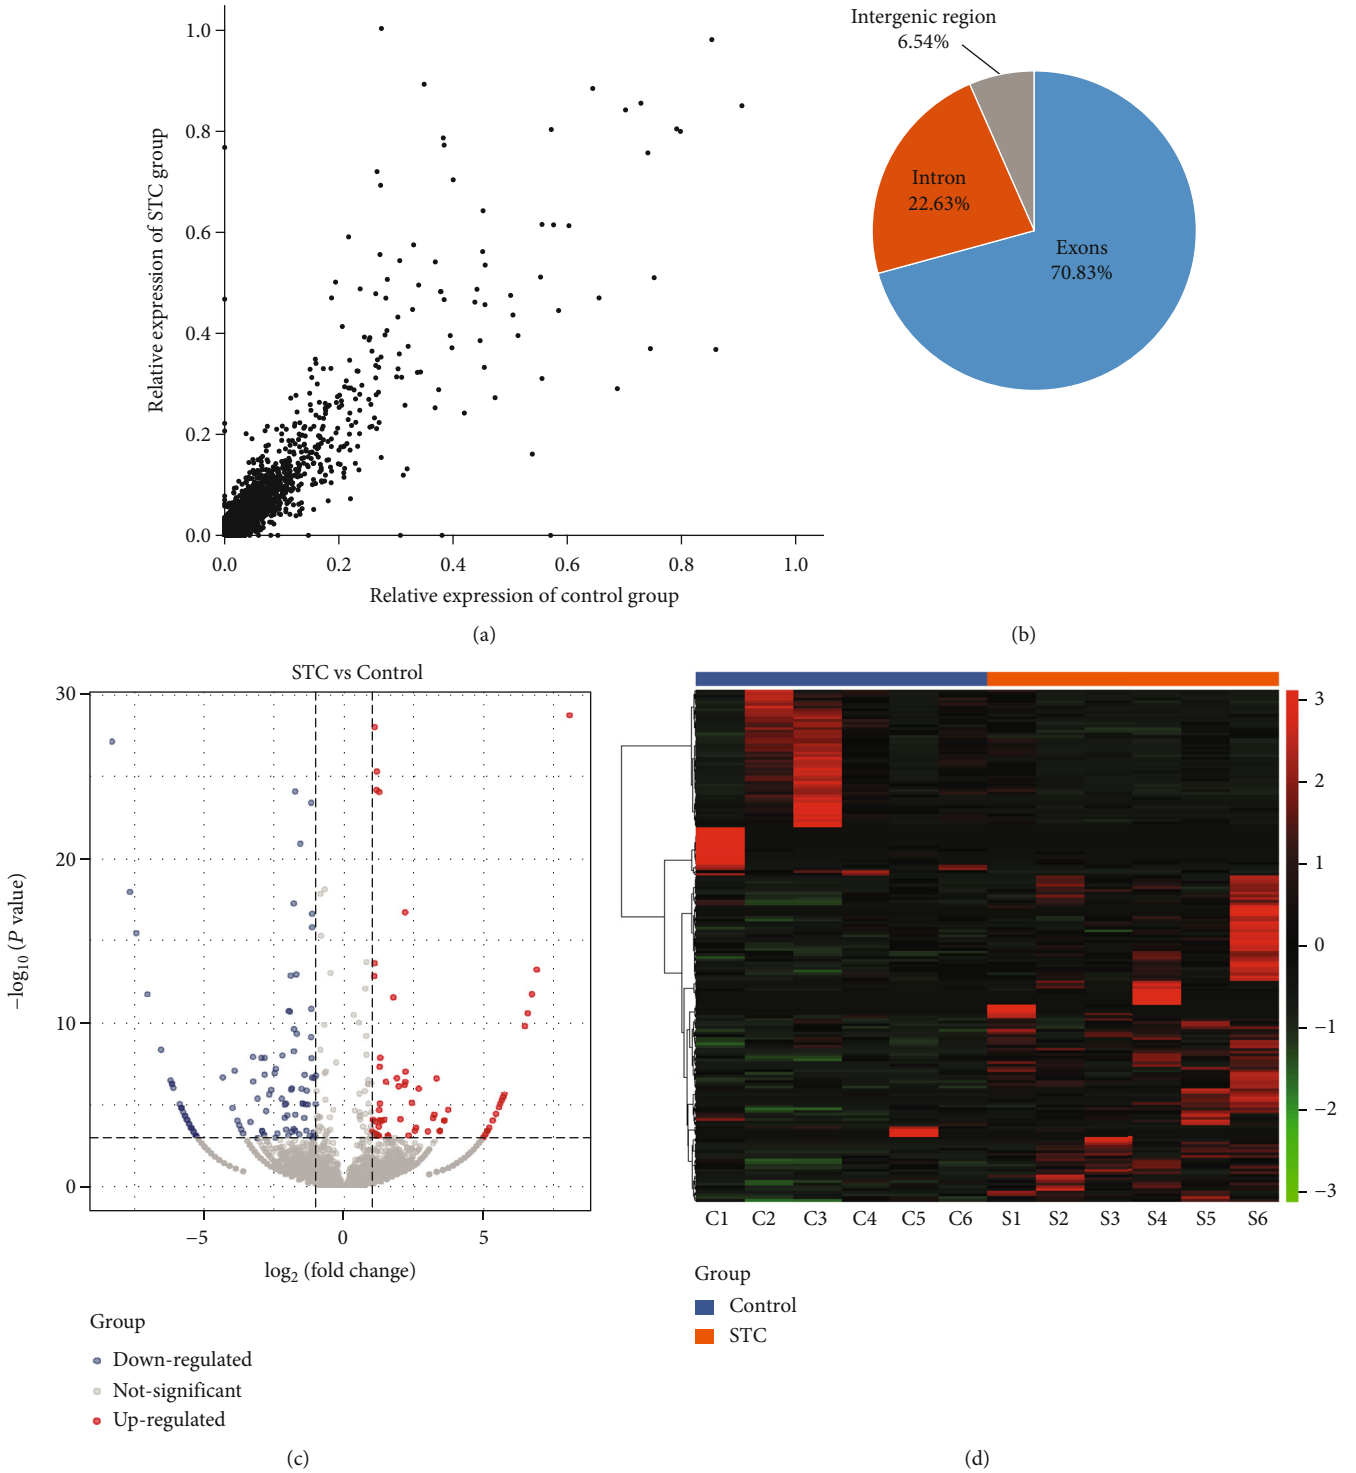 1.0
0.8
0.6
0.4
0.2
0.0
Relative expression of STC group
0.0 0.2 0.4 0.6 0.8 1.0
Relative expression of control group
(a)
Intergenic region
6.54%
Intron
22.63%
Exons
70.83%
(b)
STC vs Control
30
20
10
0
−log10 (P value)
−5 0 5
log2 (fold change)
Group
Down-regulated
Not-significant
Up-regulated
(c)
3
2
1
0
−1
−2
−3
C1 C2 C3 C4 C5 C6 S1 S2 S3 S4 S5 S6
Group
Control
STC
(d)